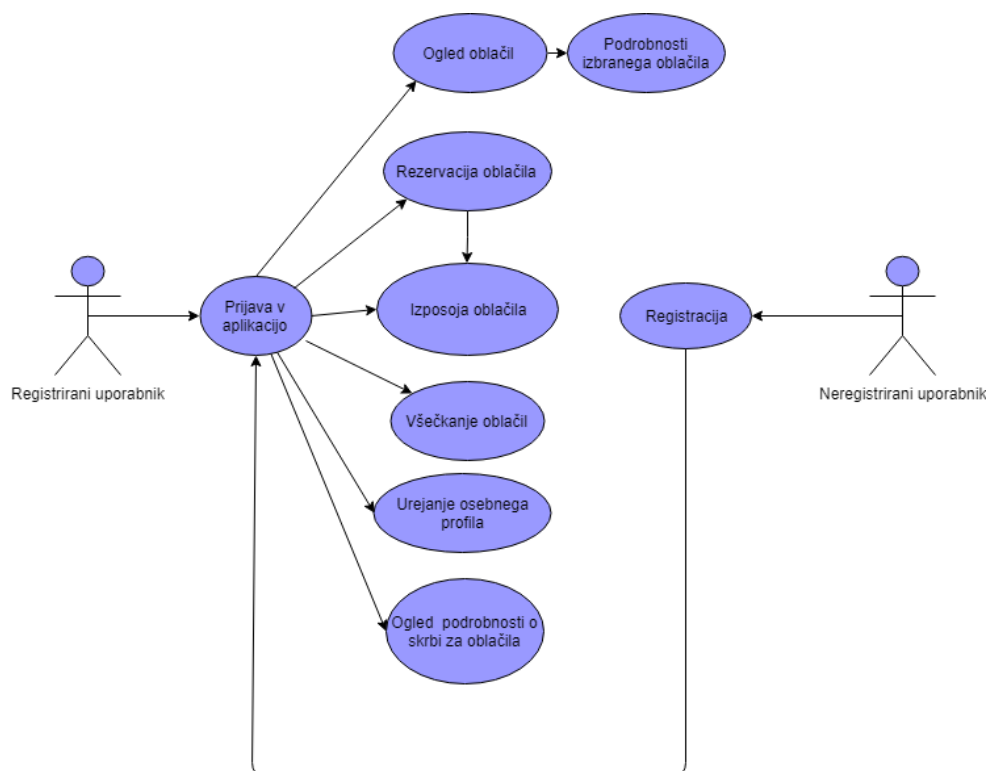 Ogled oblačil
Podrobnosti
izbranega oblačila
Rezervacija oblačila
Prijava v
aplikacijo
Izposoja oblačila
Registracija
Registrirani uporabnik
Neregistrirani uporabnik
Všečkanje oblačil
Urejanje osebnega
profila
Ogled podrobnosti o
skrbi za oblačila